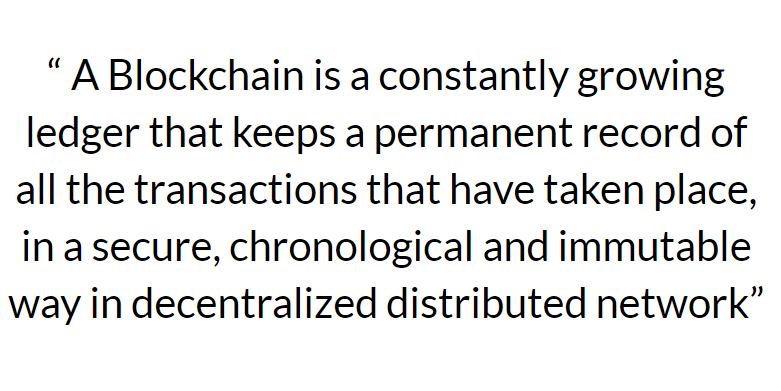 “ A Blockchain is a constantly growing
ledger that keeps a permanent record of
all the transactions that have taken place,
in a secure, chronological and immutable
way in decentralized distributed network”